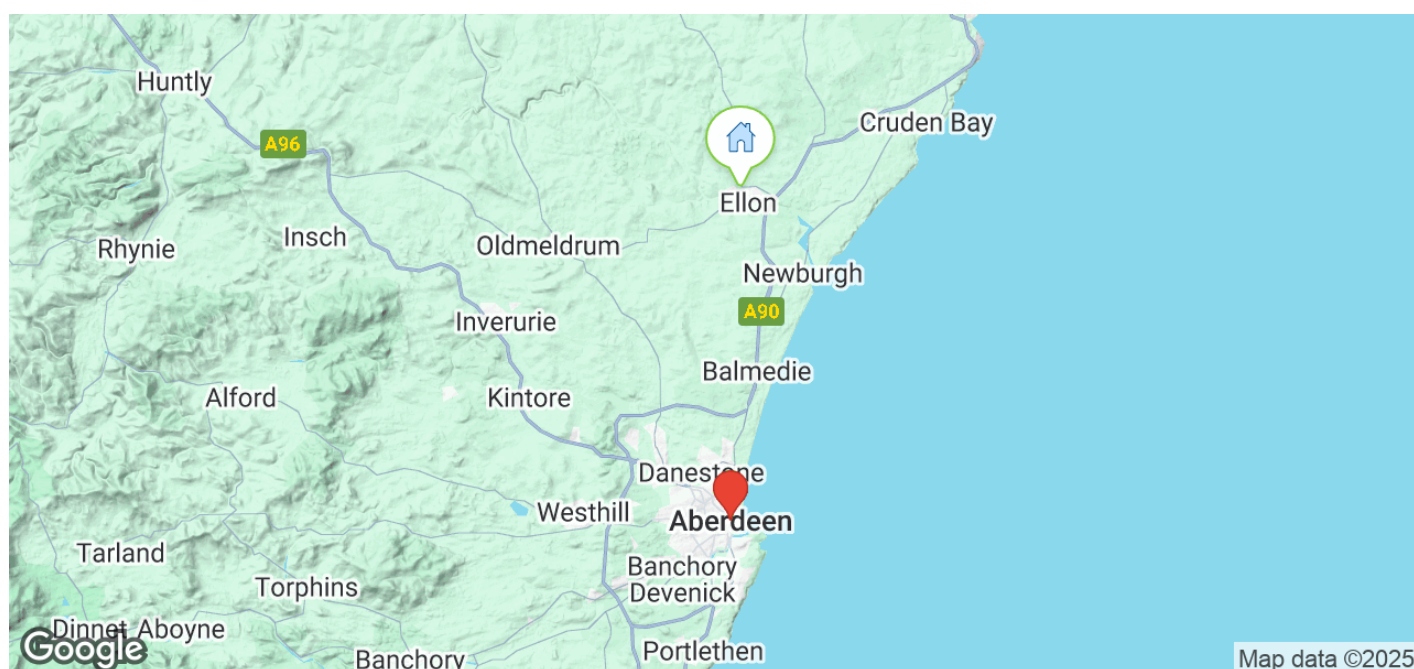 Huntly
A96
Cruden Bay
Ellon
Rhynie
Insch
Oldmeldrum
Newburgh
A90
Inverurie
Balmedie
Alford
Kintore
Danestone
Westhill
Aberdeen
Tarland
Torphins
Banchory
Devenick
Dinnet
Aboyne
Banchory
Portlethen
Google
Map data ©2025